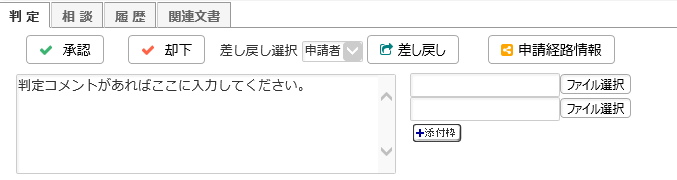 判定 相談 履歴 関連文書
承認 却下 差し戻し選択 申請者 差し戻し 申請経路情報
判定コメントがあればここに入力してください。
ファイル選択
ファイル選択
+添付枠